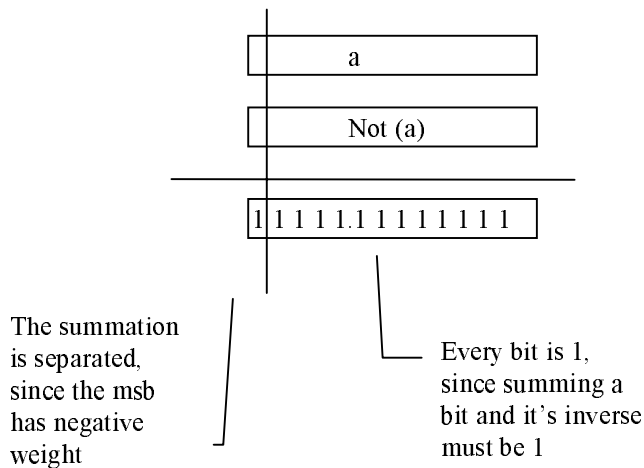 a
Not (a)
1 1 1 1 1.1 1 1 1 1 1 1 1
The summation
is separated,
since the msb
has negative
weight
Every bit is 1,
since summing a
bit and it's inverse
must be 1